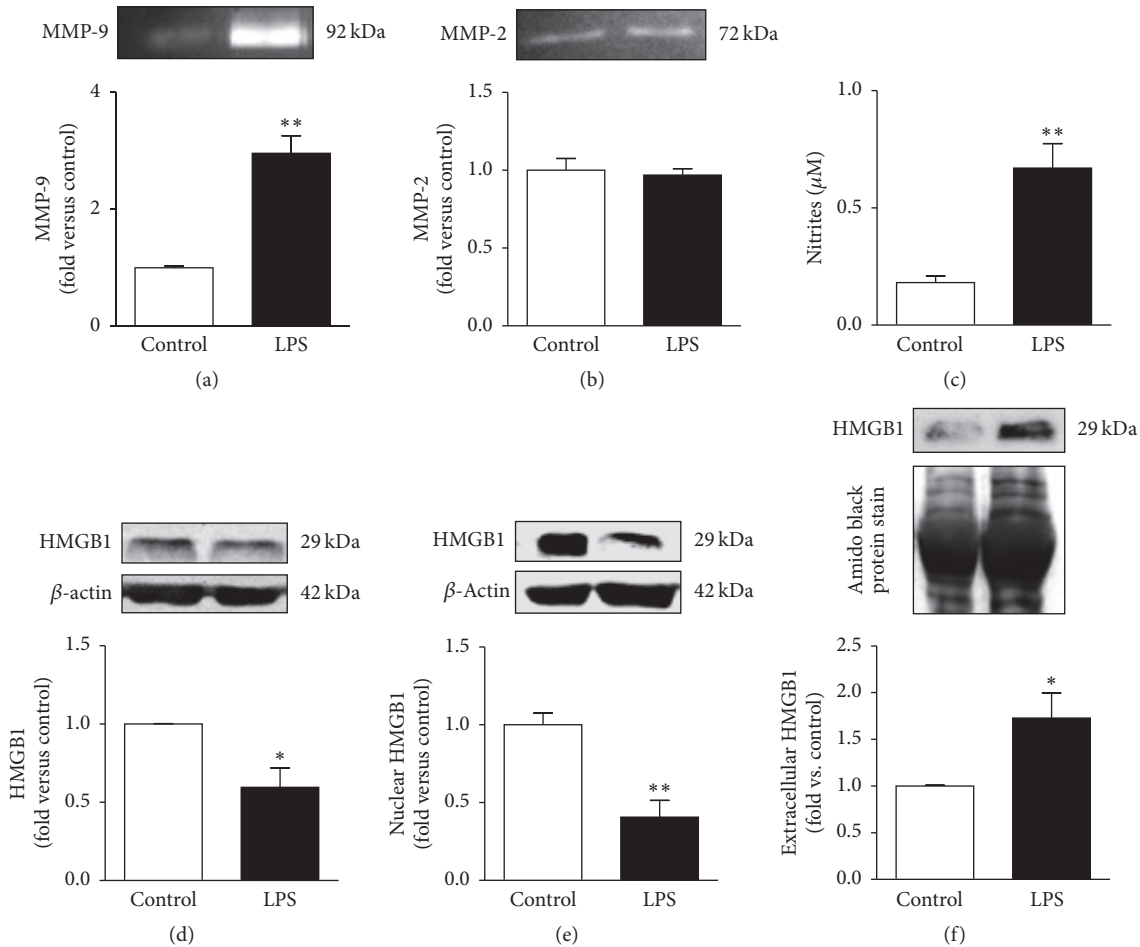 MMP-9
92 kDa
MMP-9
(fold versus control)
4
2
0
**
Control
LPS
(a)
MMP-2
72 kDa
MMP-2
(fold versus control)
1.5
1.0
0.5
0.0
Control
LPS
(b)
Nitrites (μM)
1.0
0.5
0.0
**
Control
LPS
(c)
HMGB1
29 kDa
β-actin
42 kDa
HMGB1
(fold versus control)
1.5
1.0
0.5
0.0
*
Control
LPS
(d)
HMGB1
29 kDa
β-Actin
42 kDa
Nuclear HMGB1
(fold versus control)
1.5
1.0
0.5
0.0
**
Control
LPS
(e)
HMGB1
29 kDa
Amido black
protein stain
Extracellular HMGB1
(fold vs. control)
2.5
2.0
1.5
1.0
0.5
0.0
*
Control
LPS
(f)